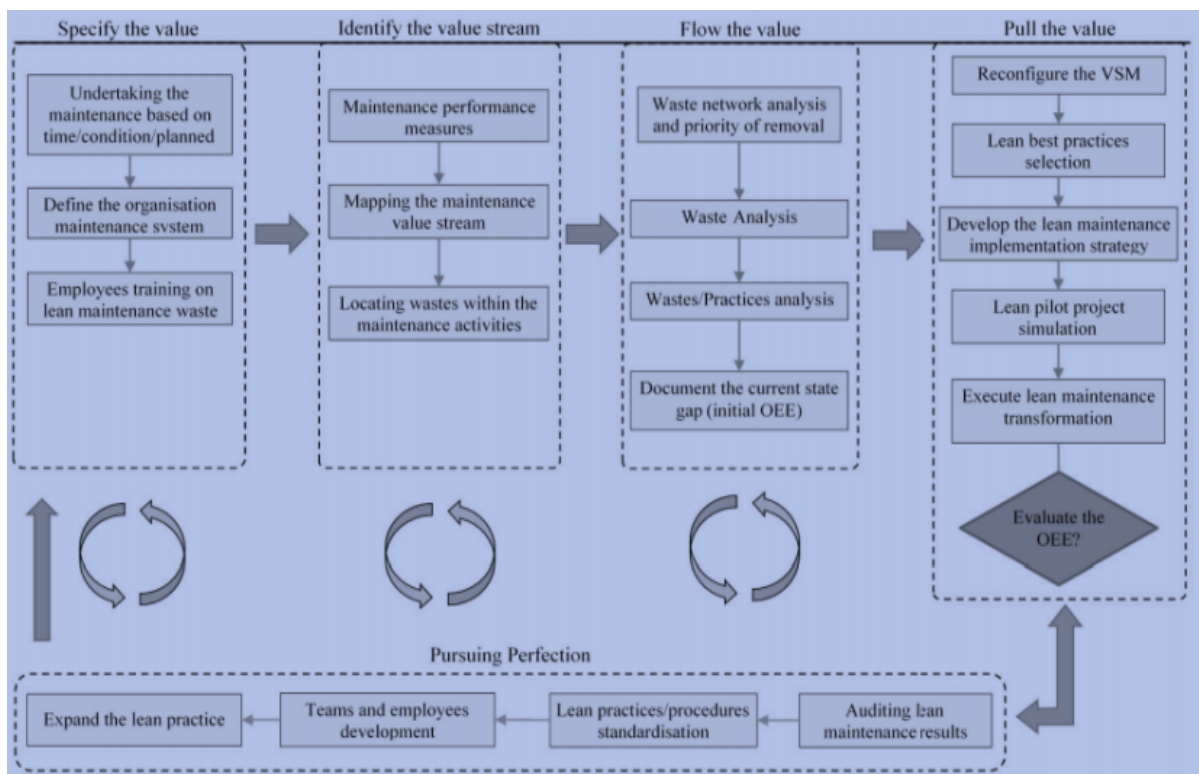 Specify the value
Identify the value stream
Flow the value
Pull the value
Undertaking the
maintenance based on
time/condition/planned
Define the organisation
maintenance system
Employees training on
lean maintenance waste
Maintenance performance
measures
Mapping the maintenance
value stream
Locating wastes within the
maintenance activities
Waste network analysis
and priority of removal
Waste Analysis
Wastes/Practices analysis
Document the current state
gap (initial OEE)
Reconfigure the VSM
Lean best practices
selection
Develop the lean maintenance
implementation strategy
Lean pilot project
simulation
Execute lean maintenance
transformation
Evaluate the
OEE?
Pursuing Perfection
Expand the lean practice
Teams and employees
development
Lean practices/procedures
standardisation
Auditing lean
maintenance results